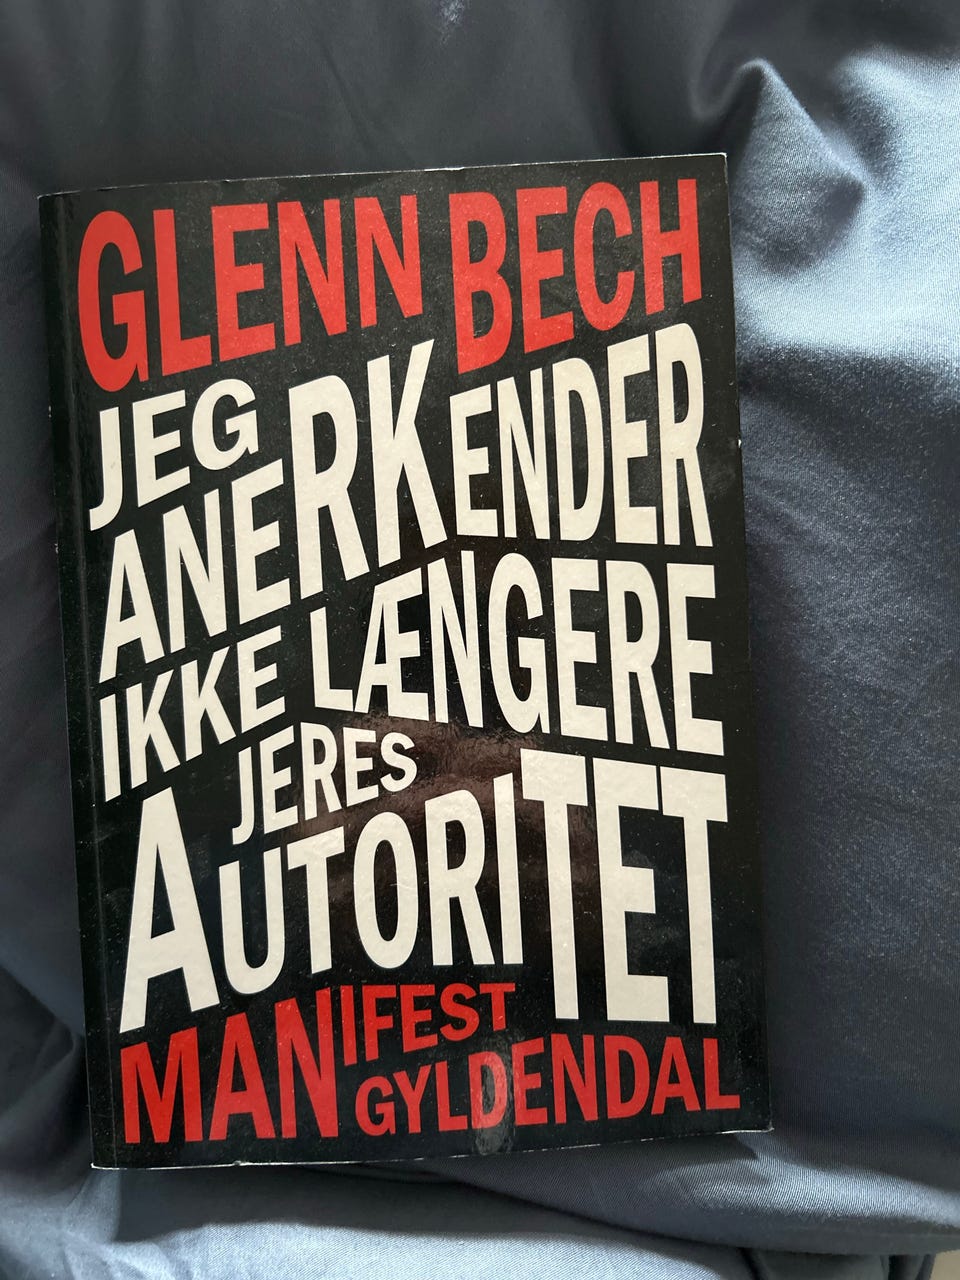 GLENN BECH
JEG
ANERKENDER
IKKE LÆNGERE
JERES
AUTORITET
MANIFEST
GYLDENDAL